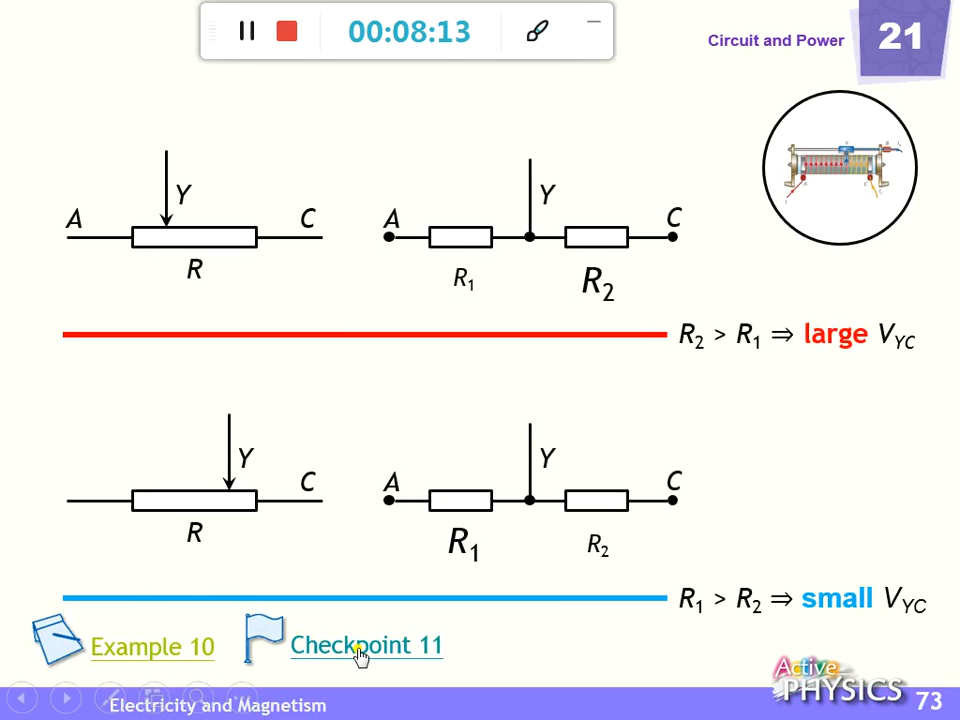 00:08:13
Circuit and Power
21
A Y C
R
A Y C
R1 R2
R2 > R1 ⇒ large VYC
Y C
R
A Y C
R1 R2
R1 > R2 ⇒ small VYC
Example 10
Checkpoint 11
Active
PHYSICS
Electricity and Magnetism
73